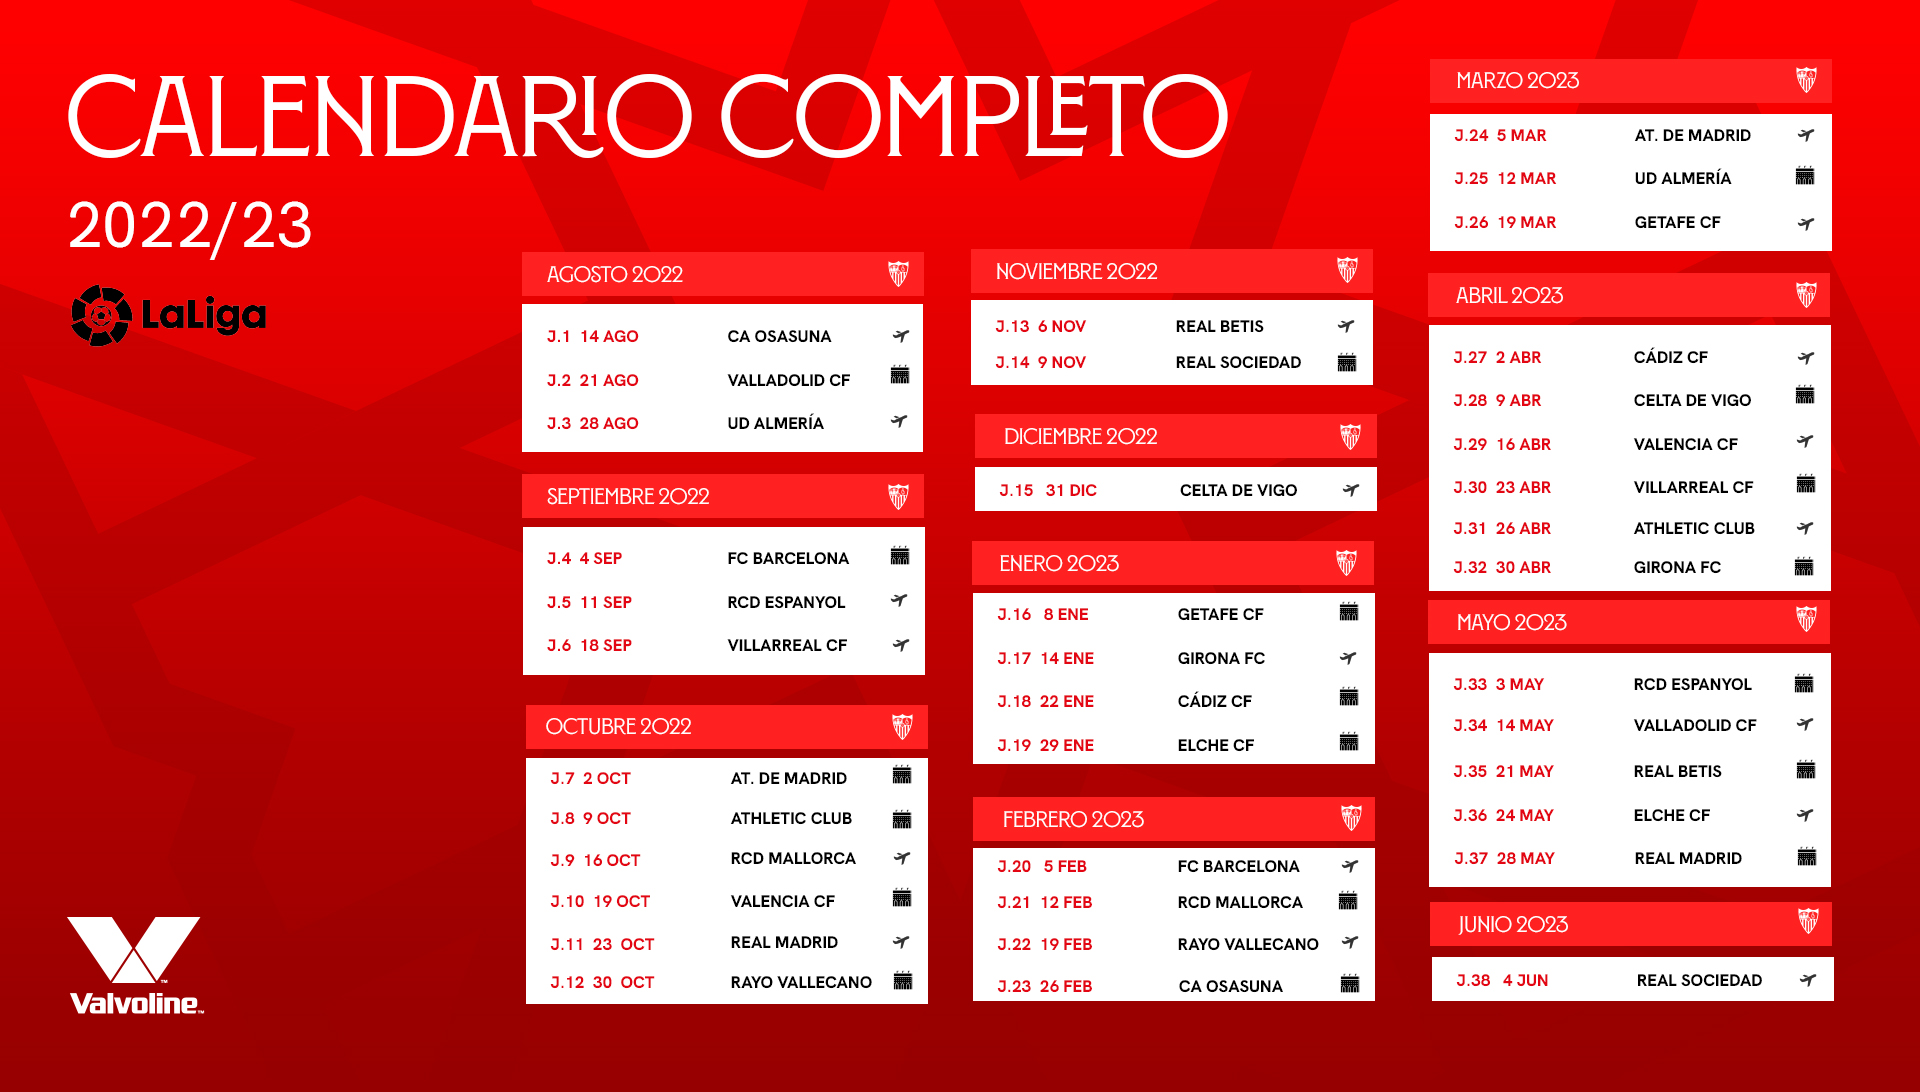 CALENDARIO COMPLETO
2022/23
LaLiga
AGOSTO 2022
J.1 14 AGO CA OSASUNA
J.2 21 AGO VALLADOLID CF
J.3 28 AGO UD ALMERÍA
SEPTIEMBRE 2022
J.4 4 SEP FC BARCELONA
J.5 11 SEP RCD ESPANYOL
J.6 18 SEP VILLARREAL CF
OCTUBRE 2022
J.7 2 OCT AT. DE MADRID
J.8 9 OCT ATHLETIC CLUB
J.9 16 OCT RCD MALLORCA
J.10 19 OCT VALENCIA CF
J.11 23 OCT REAL MADRID
J.12 30 OCT RAYO VALLECANO
NOVIEMBRE 2022
J.13 6 NOV REAL BETIS
J.14 9 NOV REAL SOCIEDAD
DICIEMBRE 2022
J.15 31 DIC CELTA DE VIGO
ENERO 2023
J.16 8 ENE GETAFE CF
J.17 14 ENE GIRONA FC
J.18 22 ENE CÁDIZ CF
J.19 29 ENE ELCHE CF
FEBRERO 2023
J.20 5 FEB FC BARCELONA
J.21 12 FEB RCD MALLORCA
J.22 19 FEB RAYO VALLECANO
J.23 26 FEB CA OSASUNA
MARZO 2023
J.24 5 MAR AT. DE MADRID
J.25 12 MAR UD ALMERÍA
J.26 19 MAR GETAFE CF
ABRIL 2023
J.27 2 ABR CÁDIZ CF
J.28 9 ABR CELTA DE VIGO
J.29 16 ABR VALENCIA CF
J.30 23 ABR VILLARREAL CF
J.31 26 ABR ATHLETIC CLUB
J.32 30 ABR GIRONA FC
MAYO 2023
J.33 3 MAY RCD ESPANYOL
J.34 14 MAY VALLADOLID CF
J.35 21 MAY REAL BETIS
J.36 24 MAY ELCHE CF
J.37 28 MAY REAL MADRID
JUNIO 2023
J.38 4 JUN REAL SOCIEDAD
Valvoline™